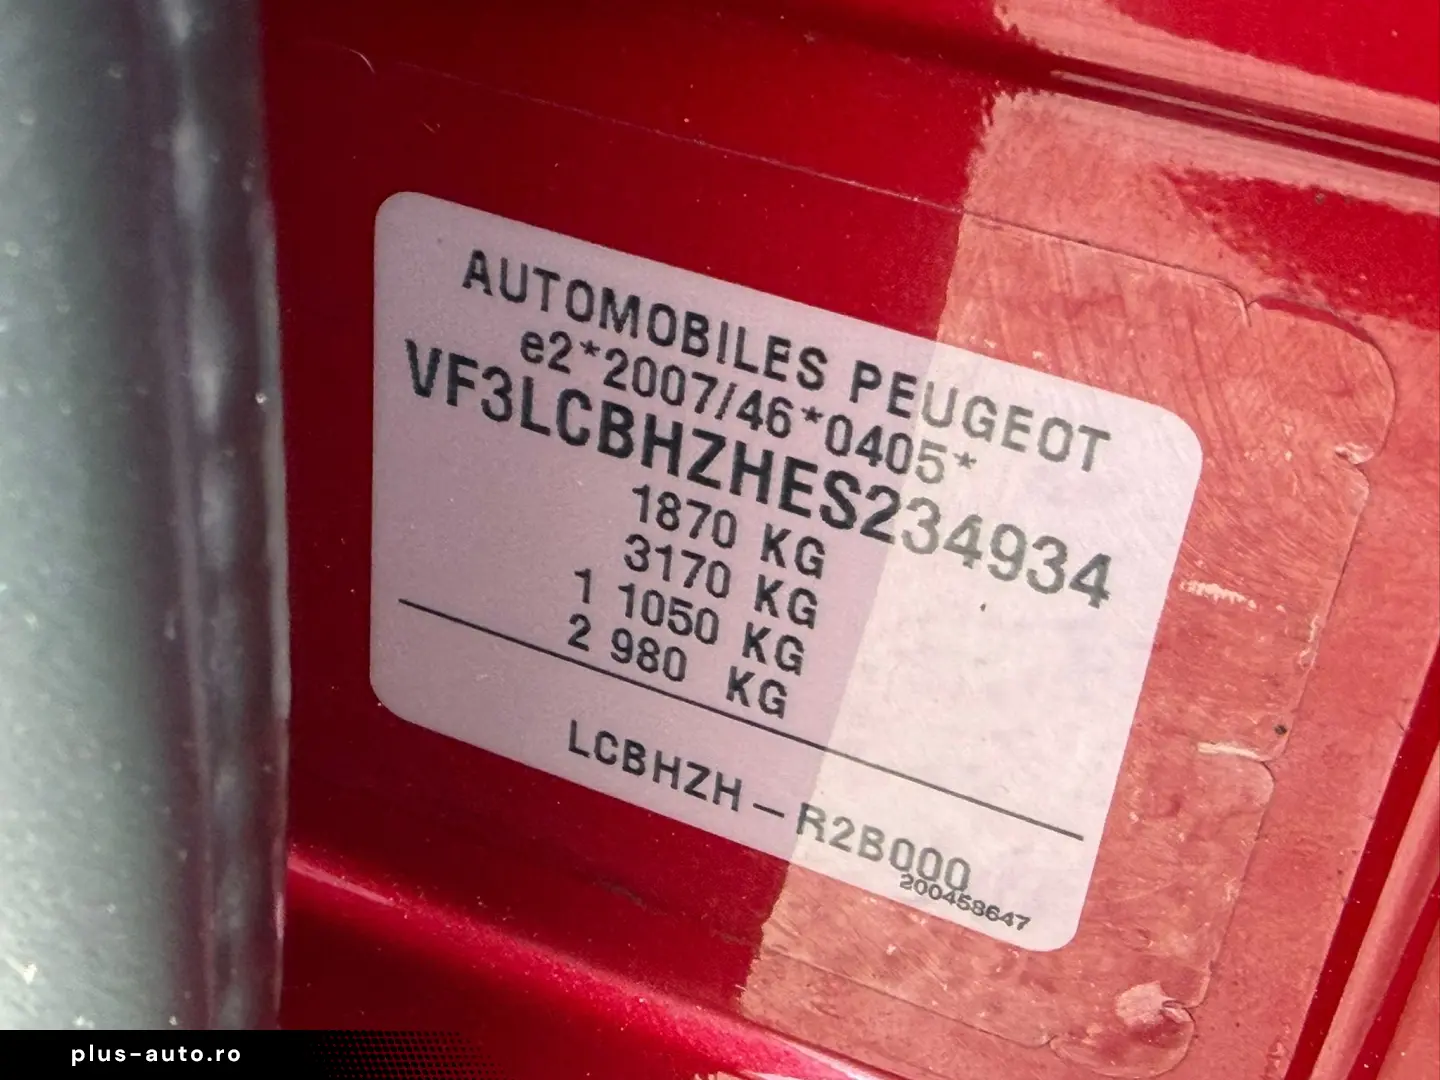 AUTOMOBILES PEUGEOT
e2*2007/46*0405*
VF3LCBHZHES234934
1870 KG
3170 KG
1 1050 KG
2 980 KG
LCBHZH - R2B000
200458647
plus-auto.ro